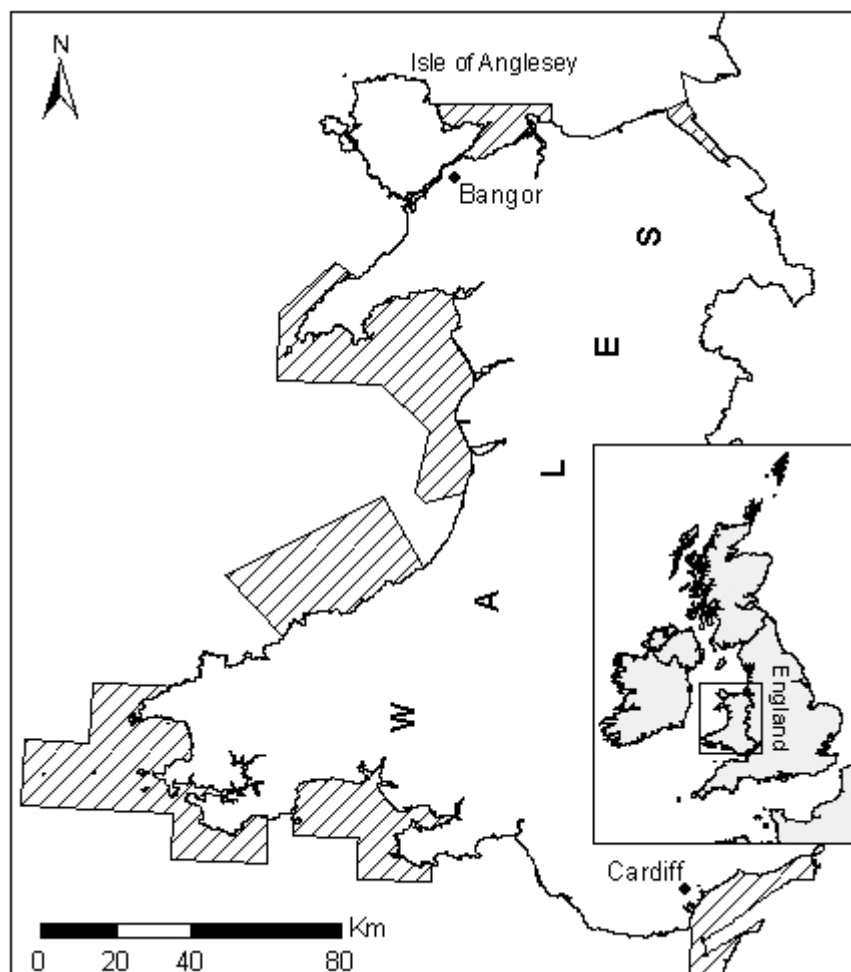 N
Isle of Anglesey
Bangor
W A L E S
England
Cardiff
Km
0 20 40 80